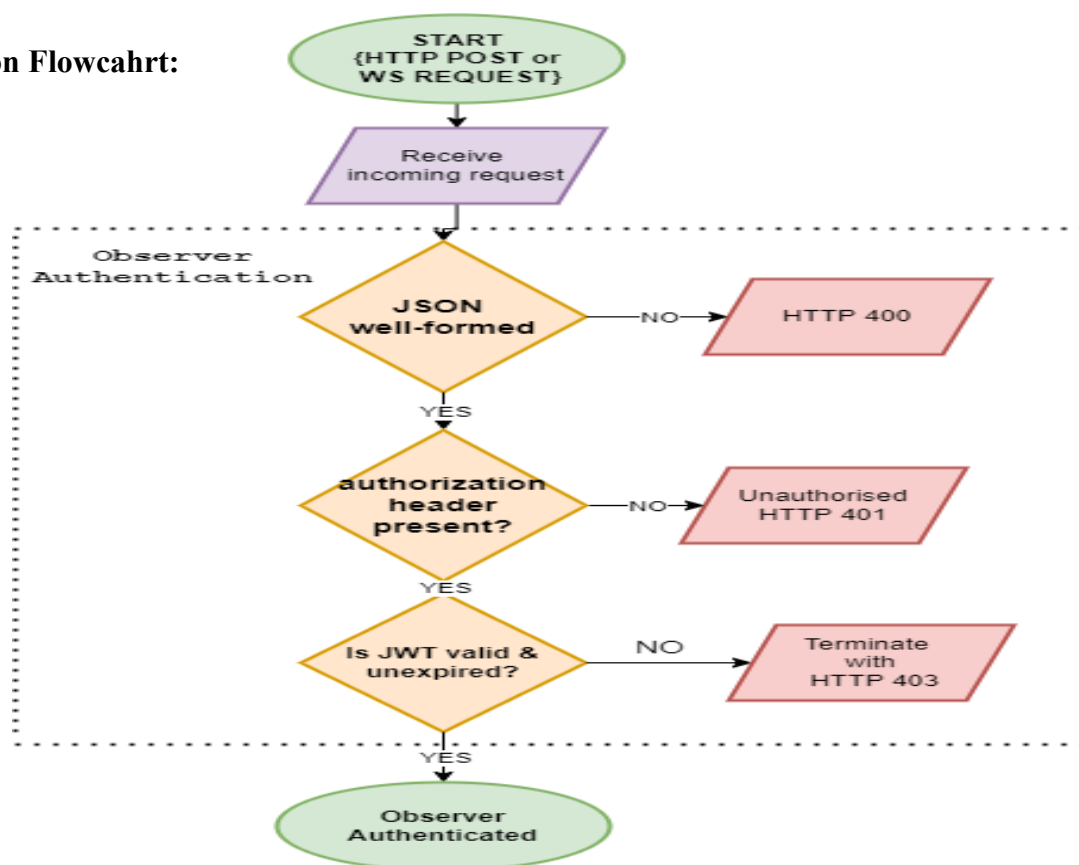 on Flowcahrt:
START
{HTTP POST or
WS REQUEST}
Receive
incoming request
Observer
Authentication
JSON
well-formed
NO
HTTP 400
YES
authorization
header
present?
NO
Unauthorised
HTTP 401
YES
Is JWT valid &
unexpired?
NO
Terminate
with
HTTP 403
YES
Observer
Authenticated